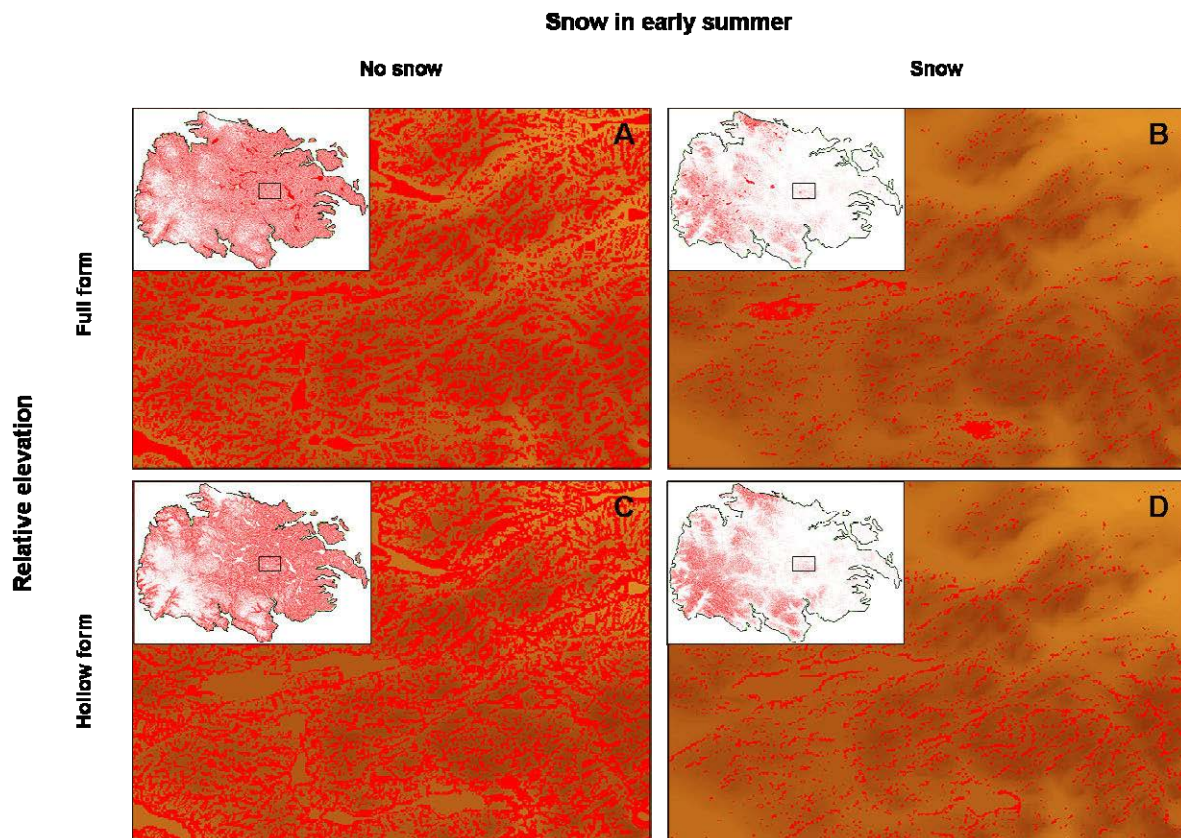 Snow in early summer
No snow
Snow
Relative elevation
Full form
A
B
Hollow form
C
D